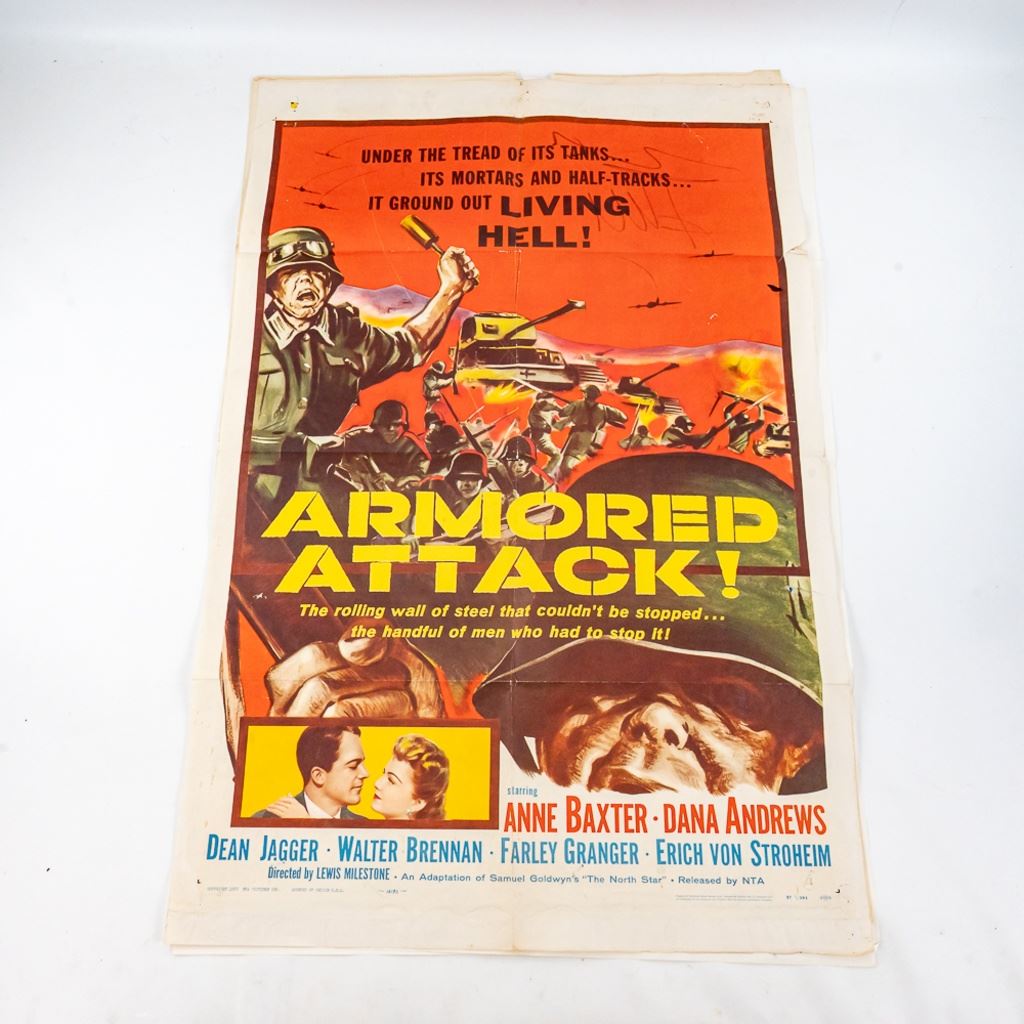 UNDER THE TREAD OF ITS TANKS...
ITS MORTARS AND HALF-TRACKS...
IT GROUND OUT LIVING
HELL!
ARMORED
ATTACK!
The rolling wall of steel that couldn't be stopped...
the handful of men who had to stop it!
starring
ANNE BAXTER · DANA ANDREWS
DEAN JAGGER · WALTER BRENNAN · FARLEY GRANGER · ERICH VON STROHEIM
Directed by LEWIS MILESTONE • An Adaptation of Samuel Goldwyn's "The North Star" • Released by NTA